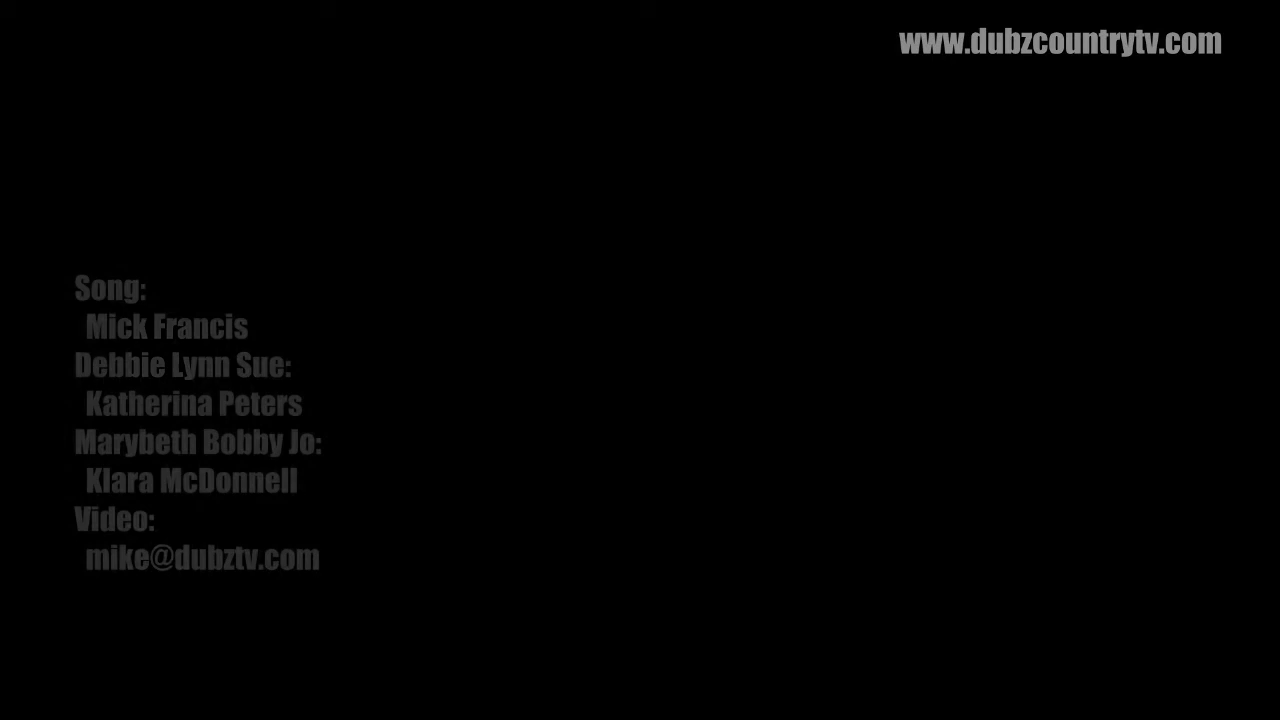 www.dubzcountrytv.com
Song:
Mick Francis
Debbie Lynn Sue:
Katherina Peters
Marybeth Bobby Jo:
Klara McDonnell
Video:
mike@dubztv.com